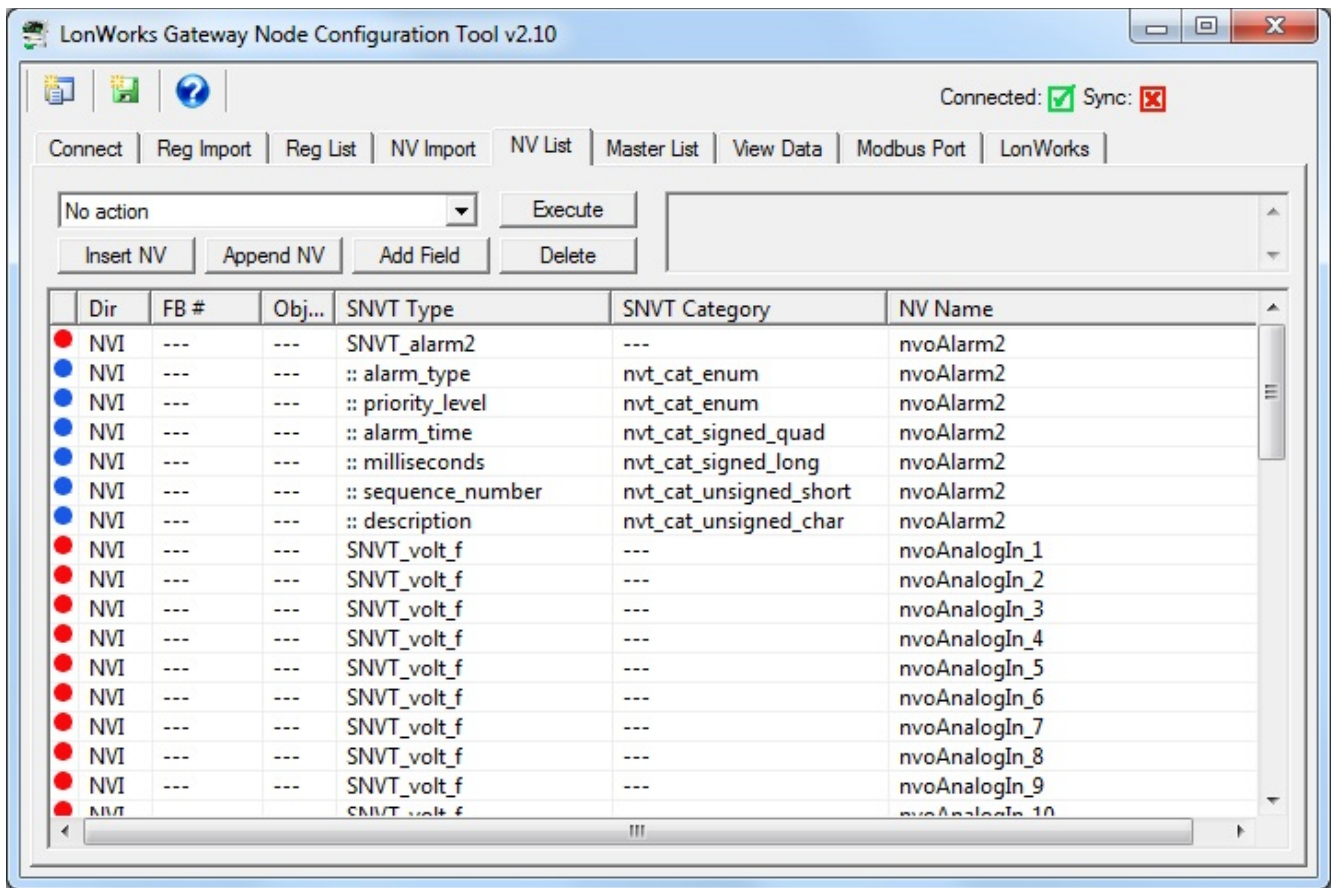 LonWorks Gateway Node Configuration Tool v2.10
Connected: Sync:
Connect Reg Import Reg List NV Import NV List Master List View Data Modbus Port LonWorks
No action Execute
Insert NV Append NV Add Field Delete
Dir FB # Obj... SNVT Type SNVT Category NV Name
NVI --- --- SNVT_alarm2 --- nvoAlarm2
NVI --- --- :: alarm_type nvt_cat_enum nvoAlarm2
NVI --- --- :: priority_level nvt_cat_enum nvoAlarm2
NVI --- --- :: alarm_time nvt_cat_signed_quad nvoAlarm2
NVI --- --- :: milliseconds nvt_cat_signed_long nvoAlarm2
NVI --- --- :: sequence_number nvt_cat_unsigned_short nvoAlarm2
NVI --- --- :: description nvt_cat_unsigned_char nvoAlarm2
NVI --- --- SNVT_volt_f --- nvoAnalogIn_1
NVI --- --- SNVT_volt_f --- nvoAnalogIn_2
NVI --- --- SNVT_volt_f --- nvoAnalogIn_3
NVI --- --- SNVT_volt_f --- nvoAnalogIn_4
NVI --- --- SNVT_volt_f --- nvoAnalogIn_5
NVI --- --- SNVT_volt_f --- nvoAnalogIn_6
NVI --- --- SNVT_volt_f --- nvoAnalogIn_7
NVI --- --- SNVT_volt_f --- nvoAnalogIn_8
NVI --- --- SNVT_volt_f --- nvoAnalogIn_9
NVI --- --- SNVT_volt_f --- nvoAnalogIn_10